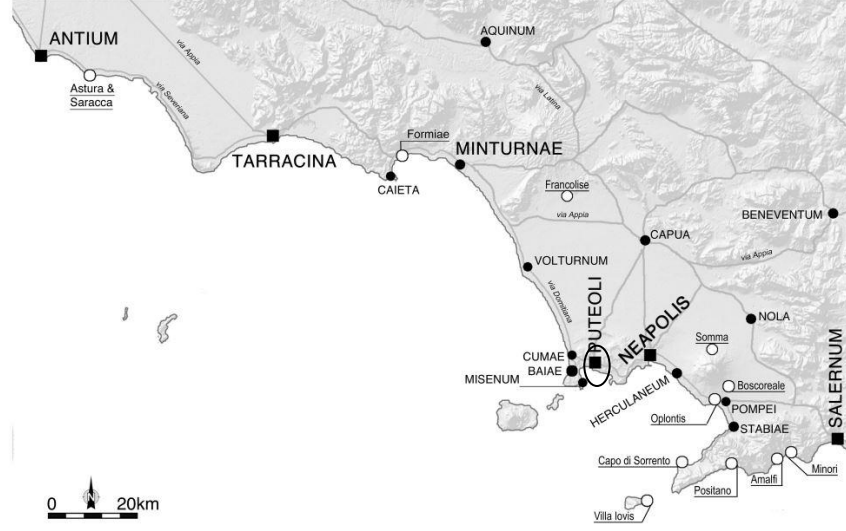 ANTIUM
Astura &
Saracca
via Appia
via Severiana
TARRACINA
AQUINUM
via Latina
Formiae
CAIETA
MINTURNAE
Francolise
via Appia
CAPUA
BENEVENTUM
via Appia
VOLTURNUM
via Domitiana
PUTEOLI
NEAPOLIS
NOLA
Somma
CUMAE
BAIAE
MISENUM
HERCULANEUM
Boscoreale
Oplontis
POMPEI
STABIAE
SALERNUM
Capo di Sorrento
Positano
Amalfi
Minori
Villa Iovis
N
0 20km